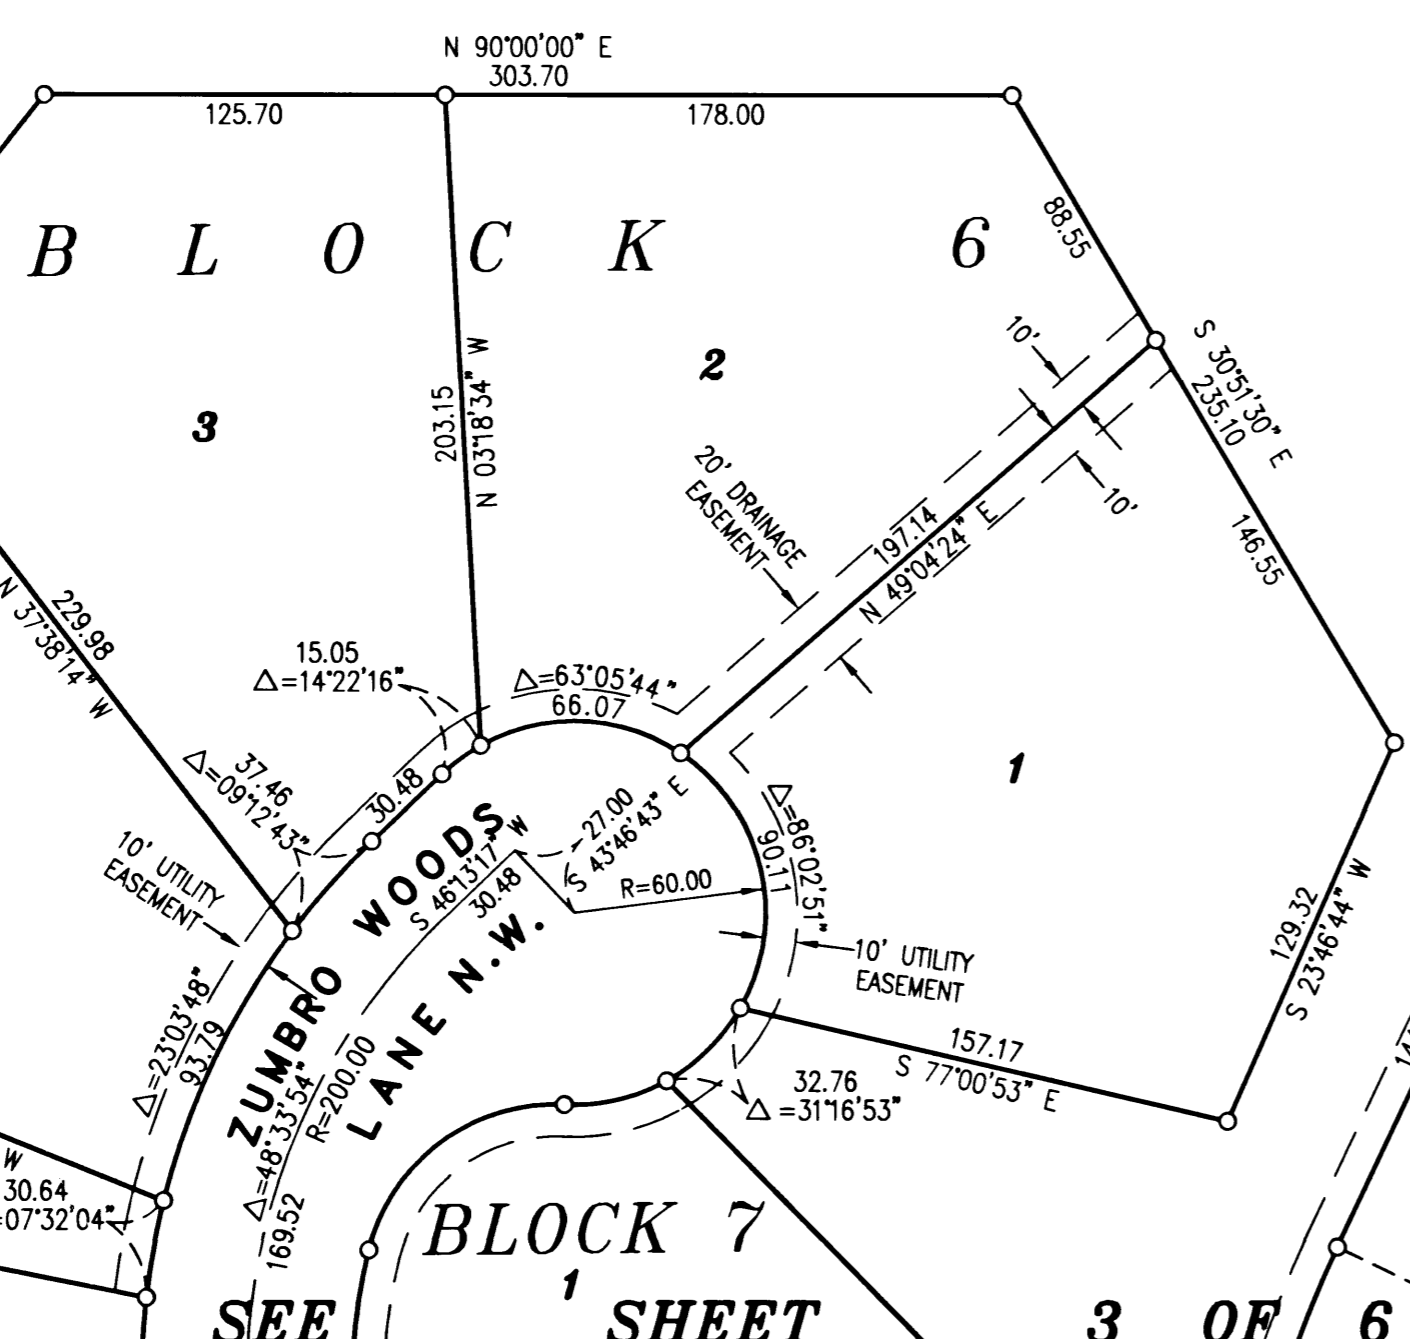 N 90°00'00" E
303.70
125.70
178.00
88.55
B L O C K 6
10'
S 30°51'30" E
235.10
2
203.15
N 03°18'34" W
3
20' DRAINAGE
EASEMENT
10'
197.14
N 49°04'24" E
146.55
229.98
N 37°38'14" W
15.05
Δ=14°22'16"
Δ=63°05'44"
66.07
37.46
Δ=09°12'43"
30.48
1
27.00
S 43°46'43" E
Δ=86°02'51"
90.11
10' UTILITY
EASEMENT
S 46°13'17" W
30.48
R=60.00
ZUMBRO WOODS
LANE N.W.
10' UTILITY
EASEMENT
129.32
S 23°46'44" W
Δ=23°03'48"
93.79
157.17
S 77°00'53" E
R=200.00
Δ=48°33'54"
169.52
32.76
Δ=31°16'53"
W
30.64
=07°32'04"
BLOCK 7
1
SEE SHEET 3 OF 6